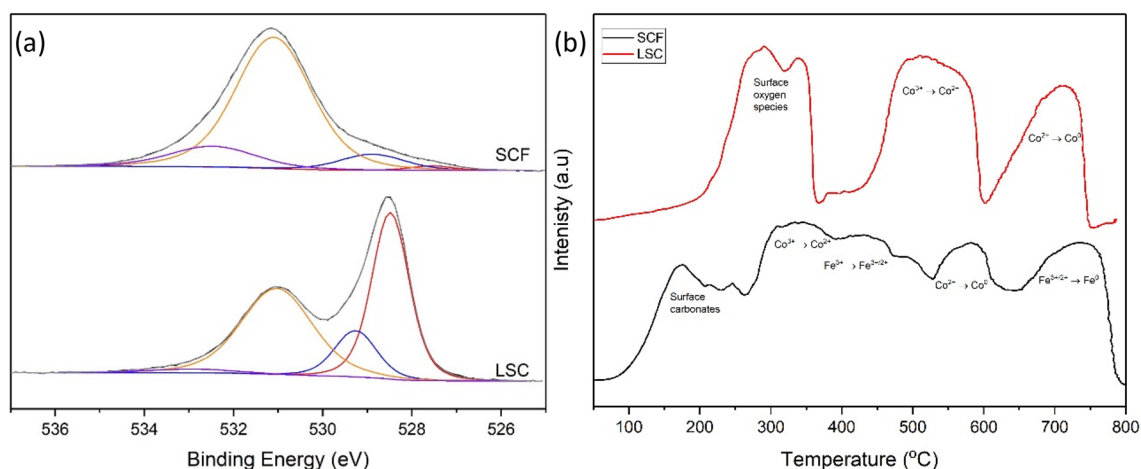 (a)
SCF
LSC
536
534
532
530
528
526
Binding Energy (eV)
(b)
SCF
LSC
Surface
oxygen
species
Co³⁺ → Co²⁺
Co²⁺ → Co⁰
Co³⁺ → Co²⁺
Fe³⁺ → Fe³⁺/²⁺
Surface
carbonates
Co²⁺ → Co⁰
Fe³⁺/²⁺ → Fe⁰
Intenisty (a.u)
100
200
300
400
500
600
700
800
Temperature (°C)